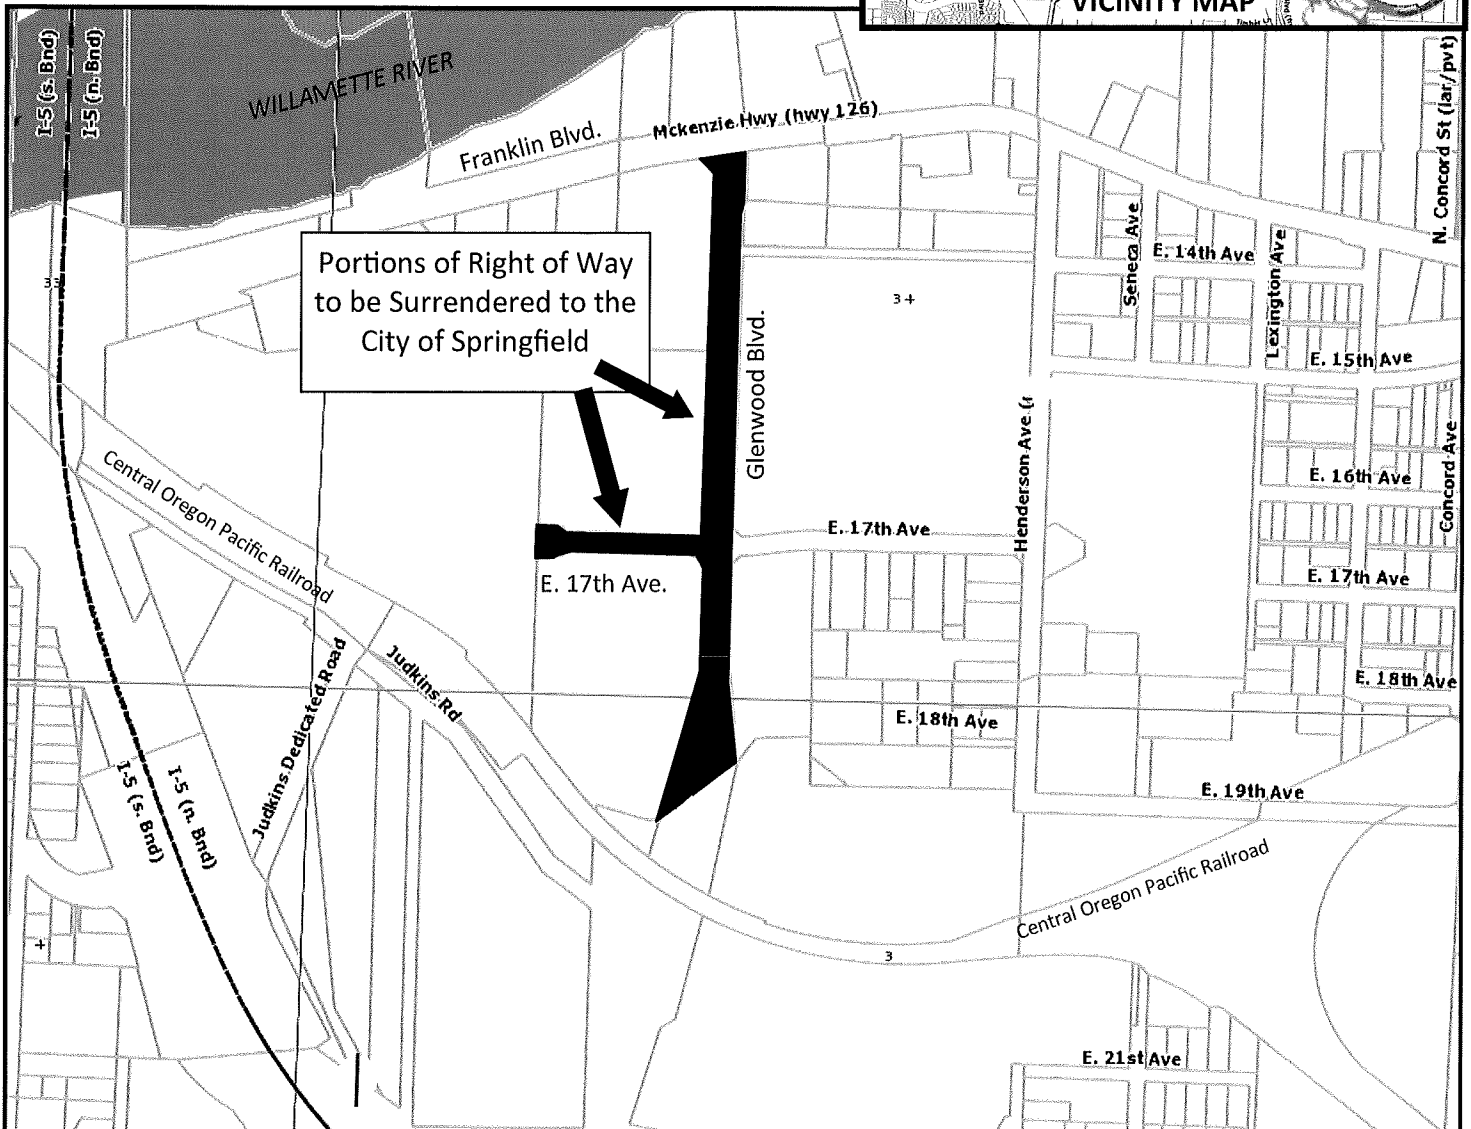 VICINITY MAP
I-5 (s. Bnd)
I-5 (n. Bnd)
WILLAMETTE RIVER
Franklin Blvd.
Mckenzie Hwy (hwy 126)
N. Concord St (lar/pvt)
Seneca Ave
E. 14th Ave
Lexington Ave
Portions of Right of Way
to be Surrendered to the
City of Springfield
33
3+
Glenwood Blvd.
E. 15th Ave
Henderson Ave (r
E. 16th Ave
Concord Ave
Central Oregon Pacific Railroad
E. 17th Ave
E. 17th Ave.
E. 17th Ave
Judkins Dedicated Road
Judkins Rd
E. 18th Ave
E. 18th Ave
I-5 (s. Bnd)
I-5 (n. Bnd)
E. 19th Ave
Central Oregon Pacific Railroad
+
3
E. 21st Ave